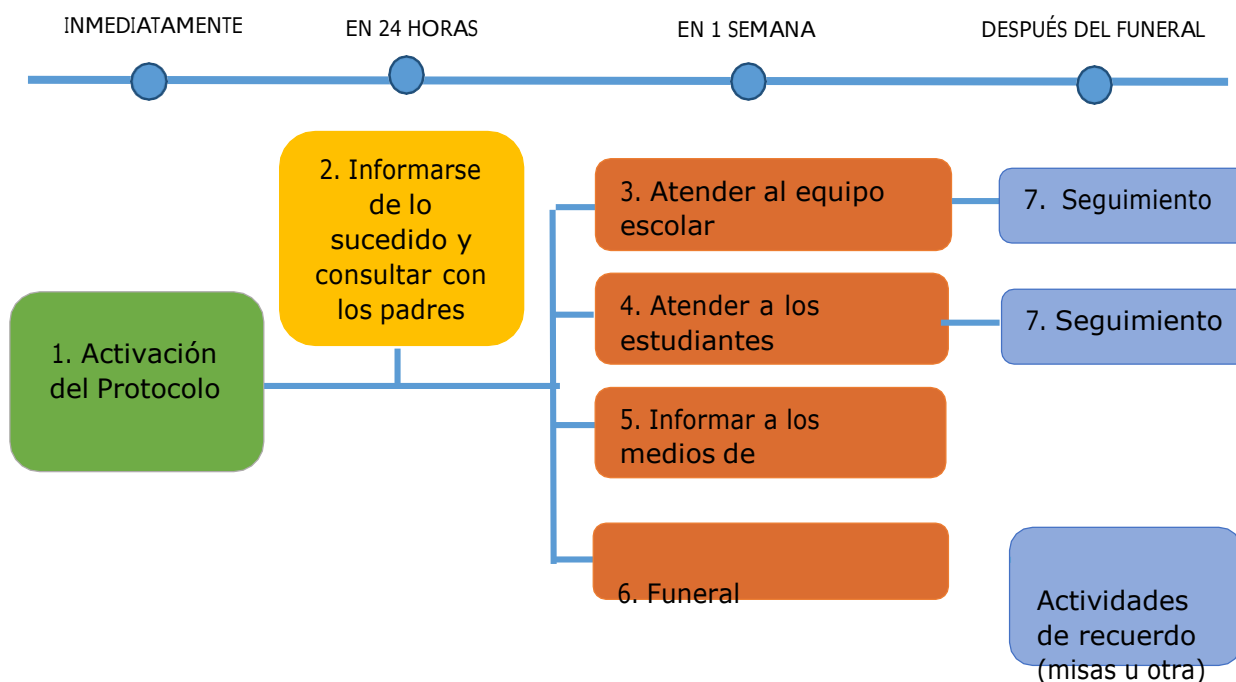 INMEDIATAMENTE
EN 24 HORAS
EN 1 SEMANA
DESPUÉS DEL FUNERAL
1. Activación
del Protocolo
2. Informarse
de lo
sucedido y
consultar con
los padres
3. Atender al equipo
escolar
4. Atender a los
estudiantes
5. Informar a los
medios de
6. Funeral
7. Seguimiento
7. Seguimiento
Actividades
de recuerdo
(misas u otra)